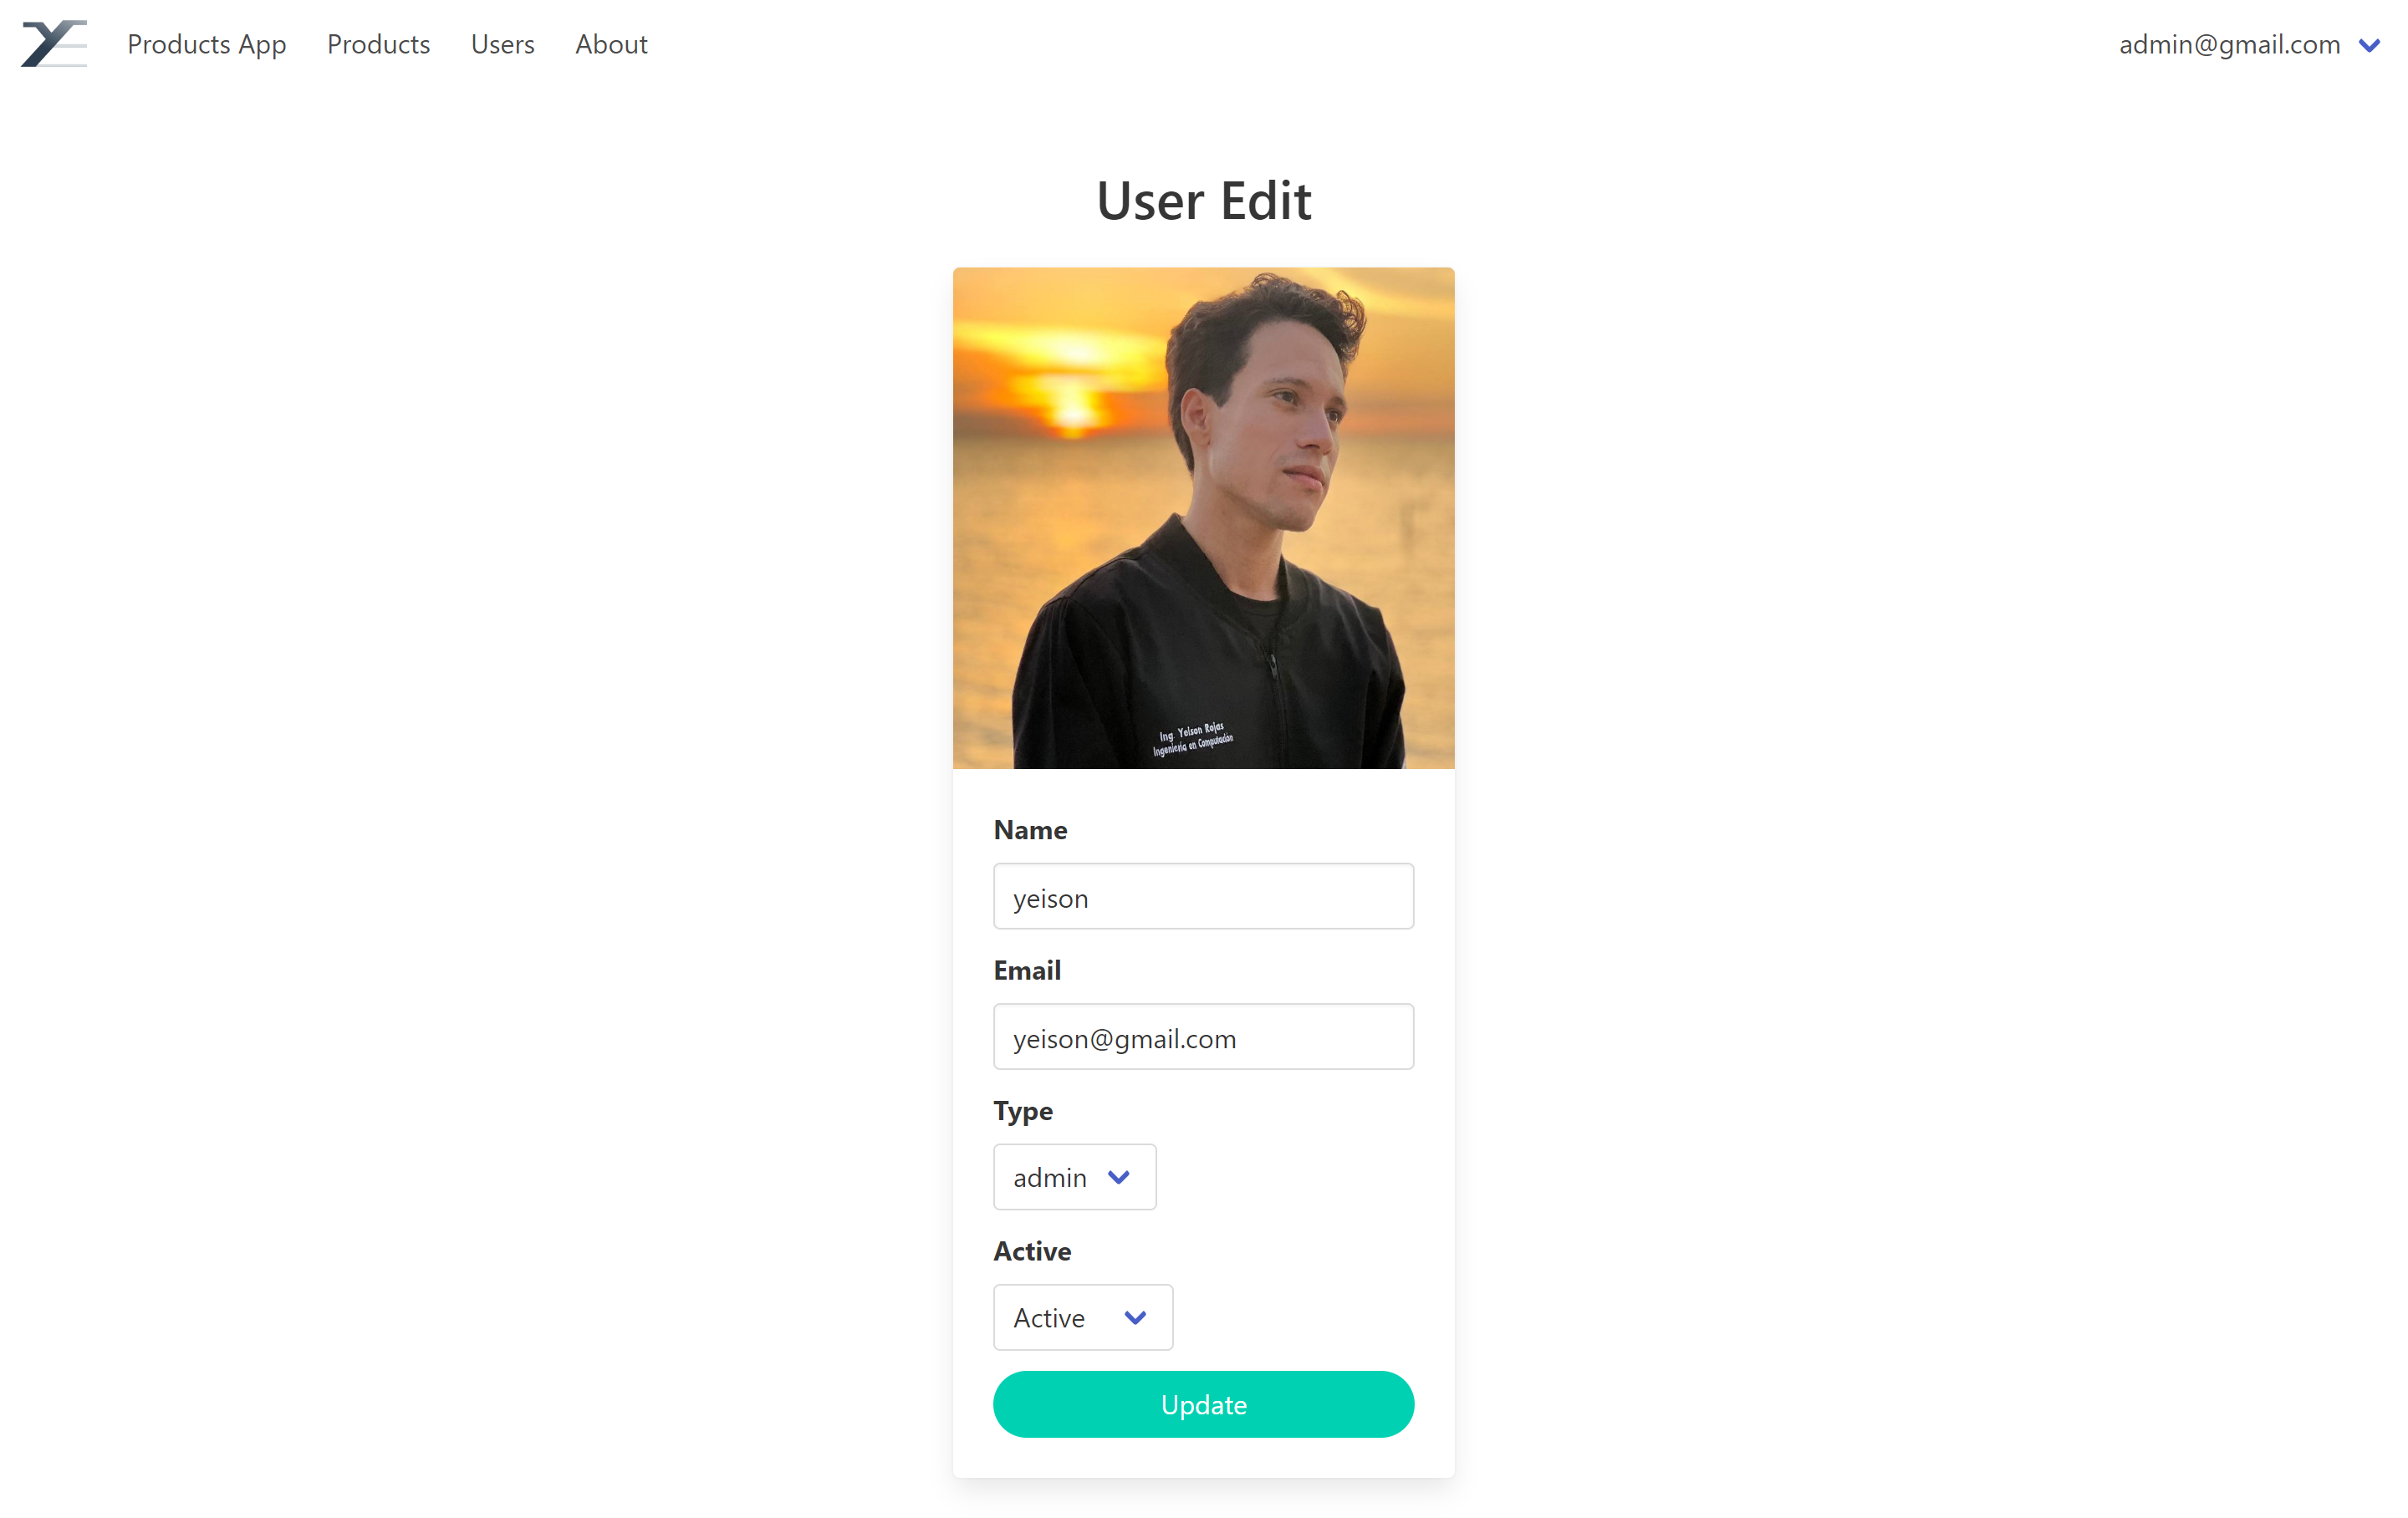 Products App Products Users About admin@gmail.com
User Edit
Ing. Yeison Rojas
Ingeniería en Computación
Name
yeison
Email
yeison@gmail.com
Type
admin
Active
Active
Update